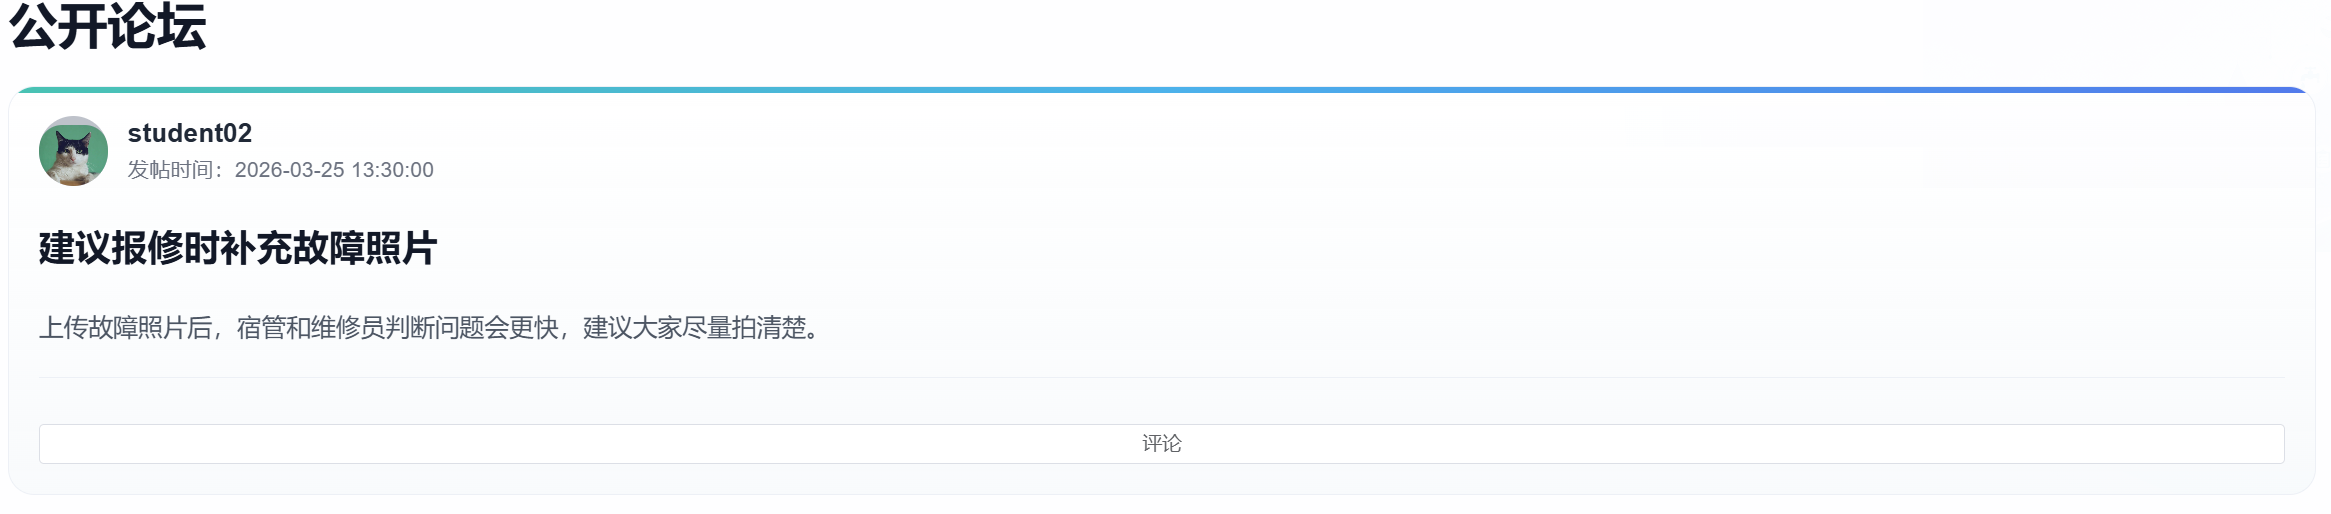 公开论坛
student02
发帖时间：2026-03-25 13:30:00
建议报修时补充故障照片
上传故障照片后，宿管和维修员判断问题会更快，建议大家尽量拍清楚。
评论